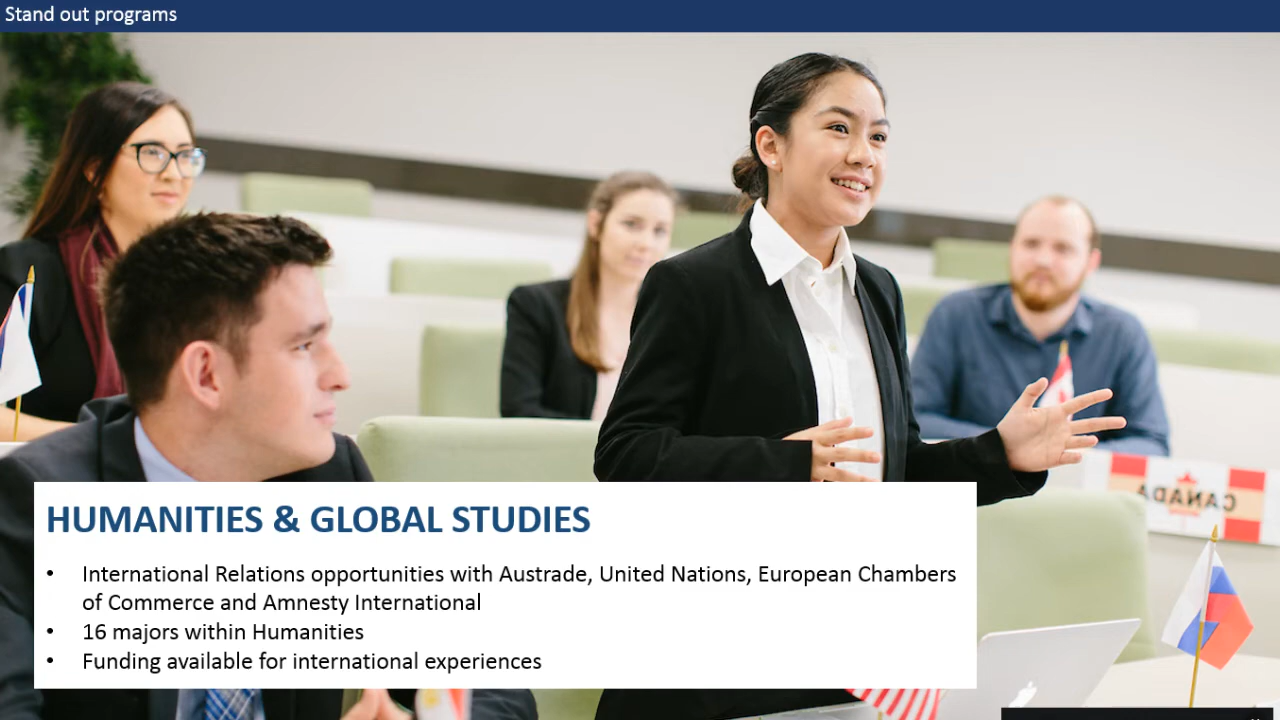 Stand out programs
HUMANITIES & GLOBAL STUDIES
• International Relations opportunities with Austrade, United Nations, European Chambers
of Commerce and Amnesty International
• 16 majors within Humanities
• Funding available for international experiences
CANADA